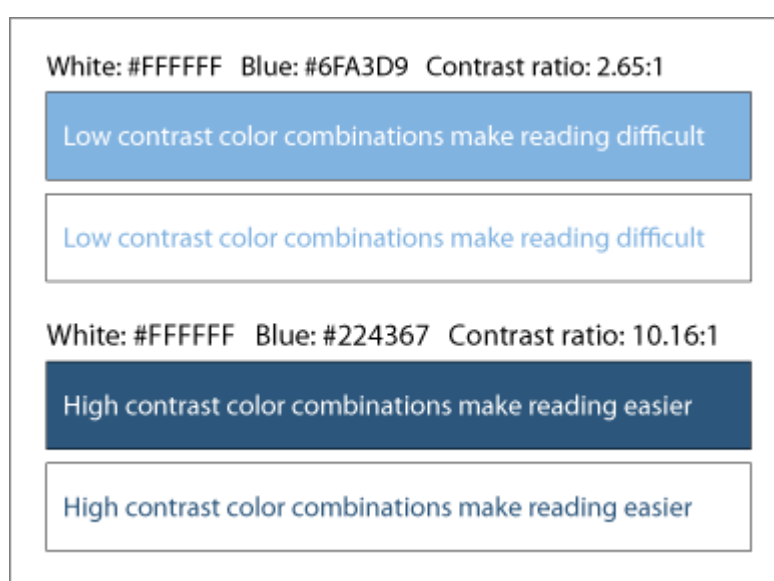 White: #FFFFFF   Blue: #6FA3D9   Contrast ratio: 2.65:1
Low contrast color combinations make reading difficult
Low contrast color combinations make reading difficult
White: #FFFFFF   Blue: #224367   Contrast ratio: 10.16:1
High contrast color combinations make reading easier
High contrast color combinations make reading easier